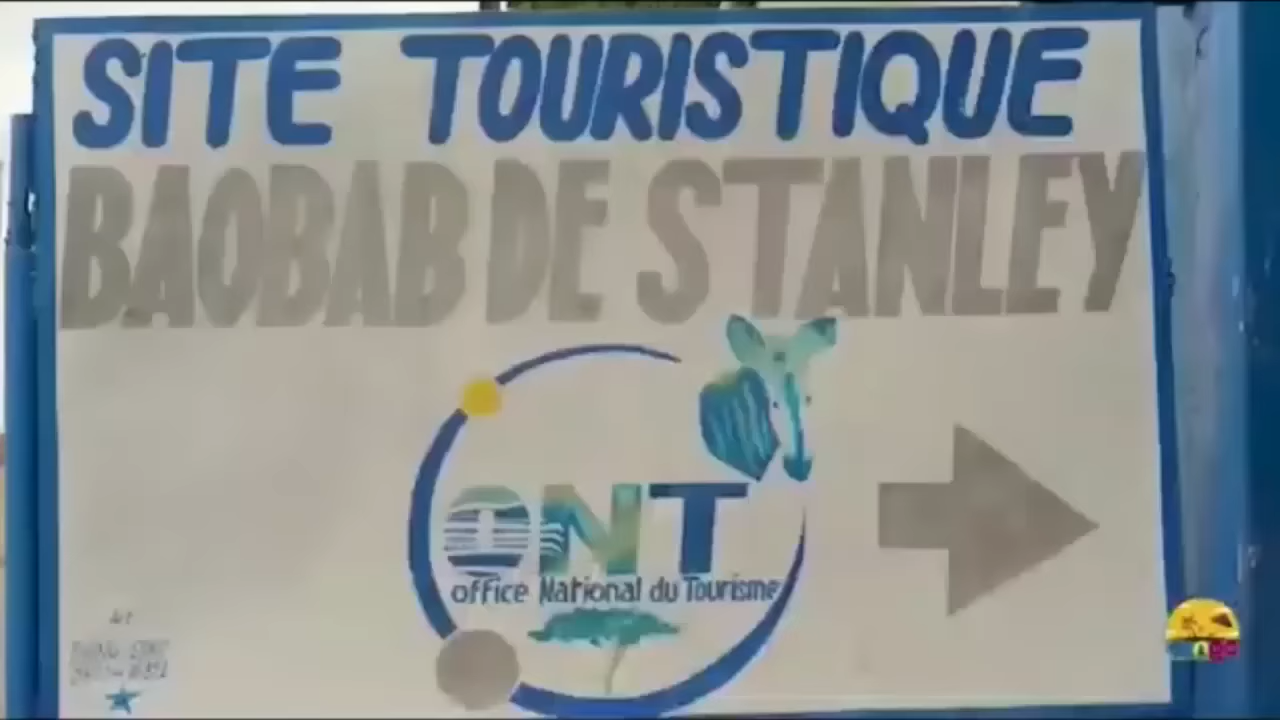 SITE TOURISTIQUE
BAOBAB DE STANLEY
ONT
office National du Tourisme